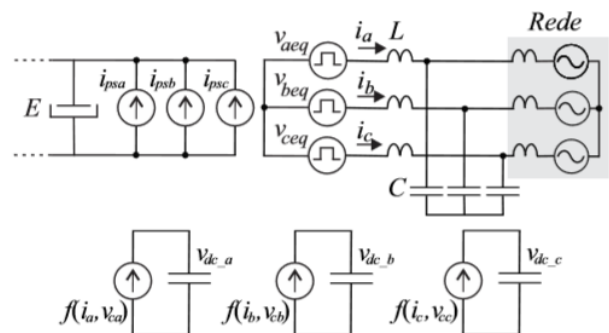 Rede
v_aeq
i_a
L
i_psa
i_psb
i_psc
v_beq
i_b
E
v_ceq
i_c
C
v_dc_a
v_dc_b
v_dc_c
f(i_a,v_ca)
f(i_b,v_cb)
f(i_c,v_cc)